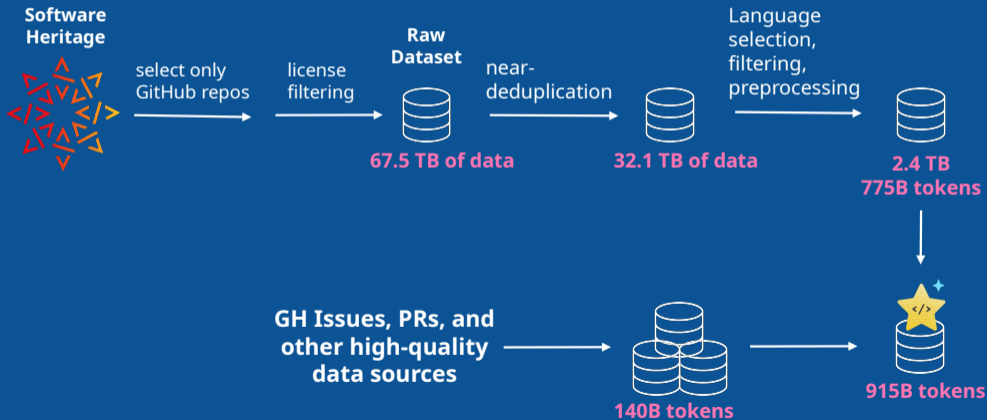 Software
Heritage
select only
GitHub repos
license
filtering
Raw
Dataset
67.5 TB of data
near-
deduplication
32.1 TB of data
Language
selection,
filtering,
preprocessing
2.4 TB
775B tokens
GH Issues, PRs, and
other high-quality
data sources
140B tokens
</>
915B tokens